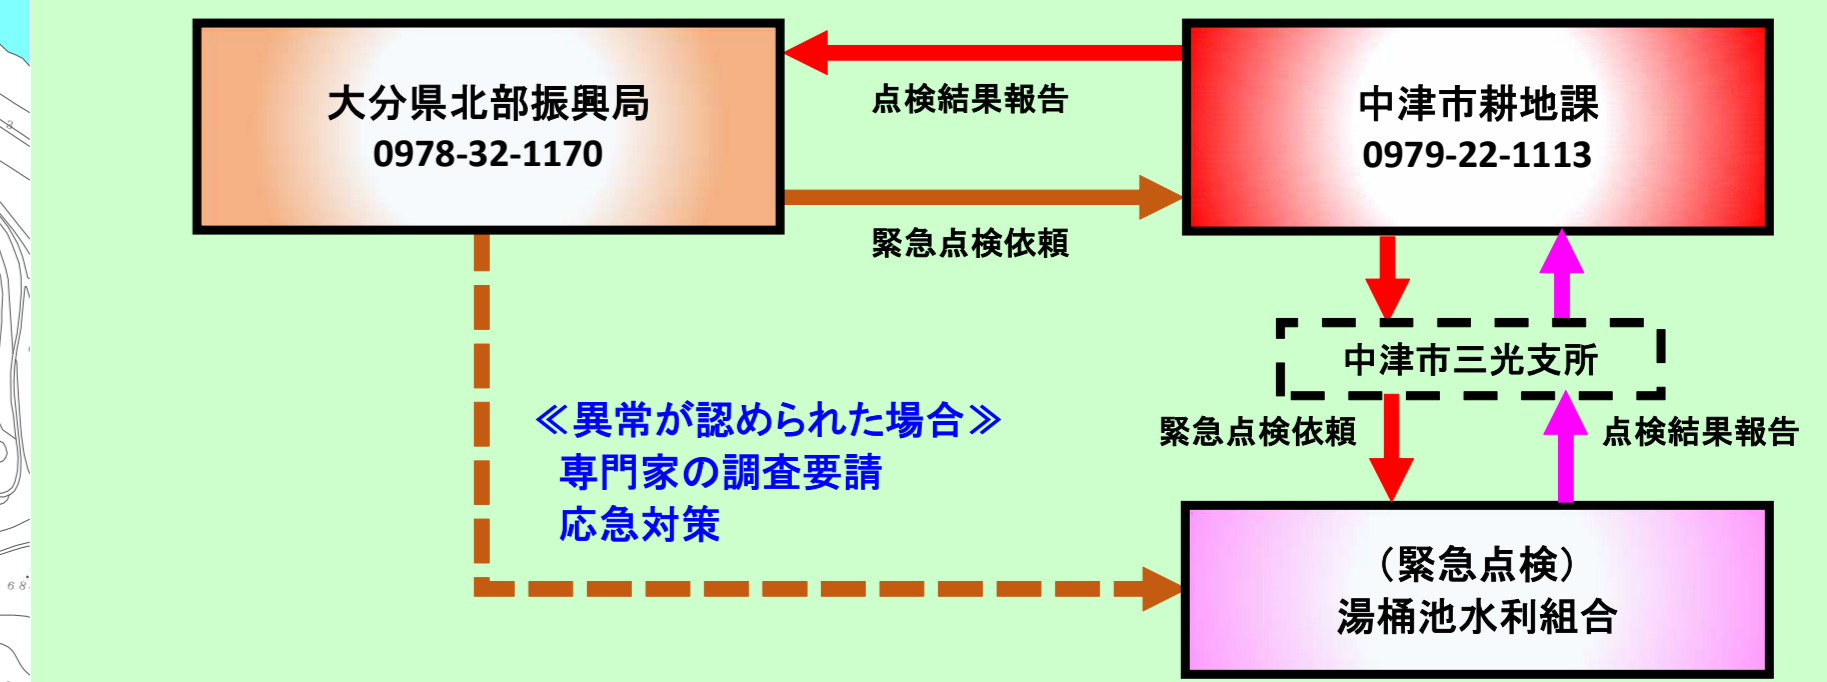 大分県北部振興局
0978-32-1170
点検結果報告
緊急点検依頼
中津市耕地課
0979-22-1113
中津市三光支所
緊急点検依頼
点検結果報告
≪異常が認められた場合≫
専門家の調査要請
応急対策
（緊急点検）
湯桶池水利組合